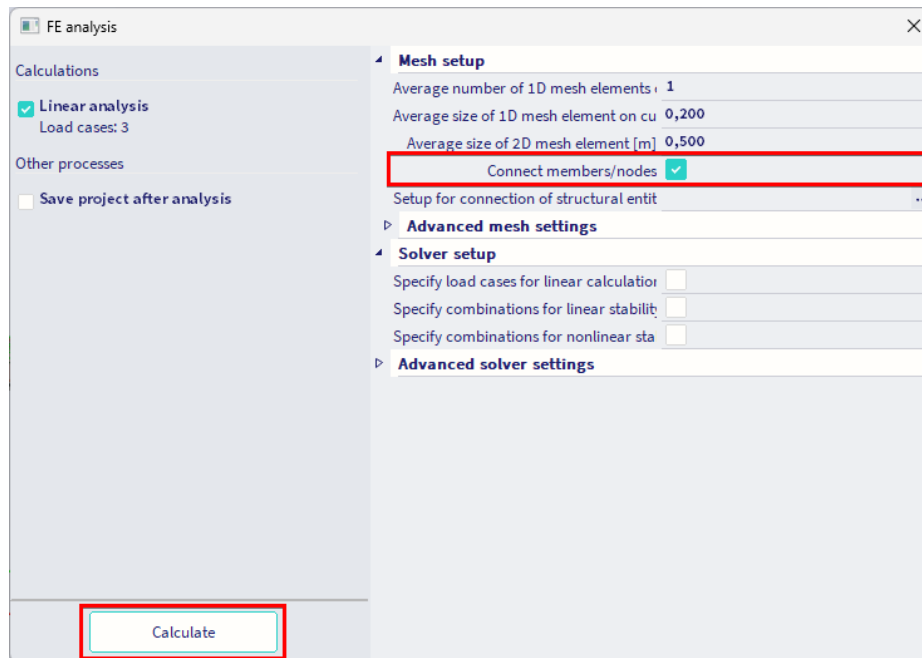 FE analysis
Calculations
Linear analysis
Load cases: 3
Other processes
Save project after analysis
Calculate
Mesh setup
Average number of 1D mesh elements 1
Average size of 1D mesh element on cu 0,200
Average size of 2D mesh element [m] 0,500
Connect members/nodes
Setup for connection of structural entit ...
Advanced mesh settings
Solver setup
Specify load cases for linear calculation
Specify combinations for linear stability
Specify combinations for nonlinear sta
Advanced solver settings